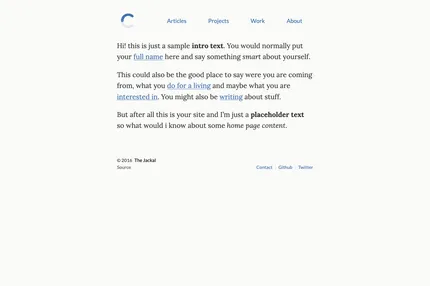 Articles Projects Work About
Hi! this is just a sample intro text. You would normally put
your full name here and say something smart about yourself.
This could also be the good place to say were you are coming
from, what you do for a living and maybe what you are
interested in. You might also be writing about stuff.
But after all this is your site and I'm just a placeholder text
so what would i know about some home page content.
© 2016 The Jackal
Source Contact Github Twitter